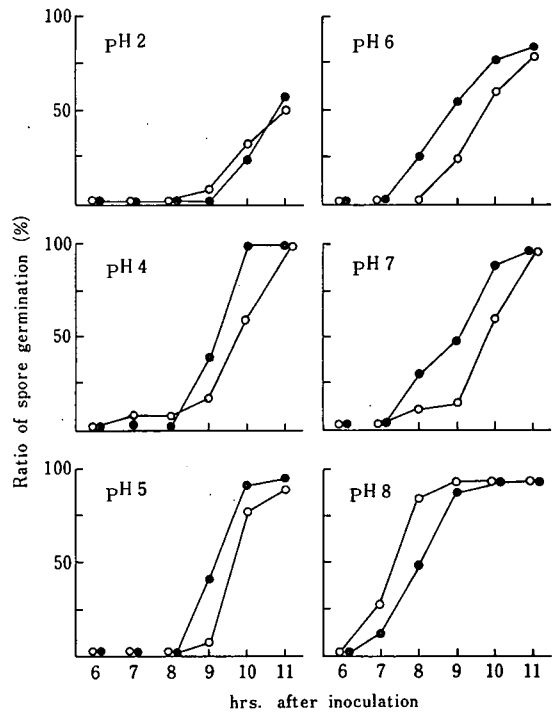 100
50
PH 2
PH 6
100
50
PH 4
PH 7
100
50
PH 5
PH 8
Ratio of spore germination (%)
6 7 8 9 10 11
6 7 8 9 10 11
hrs. after inoculation